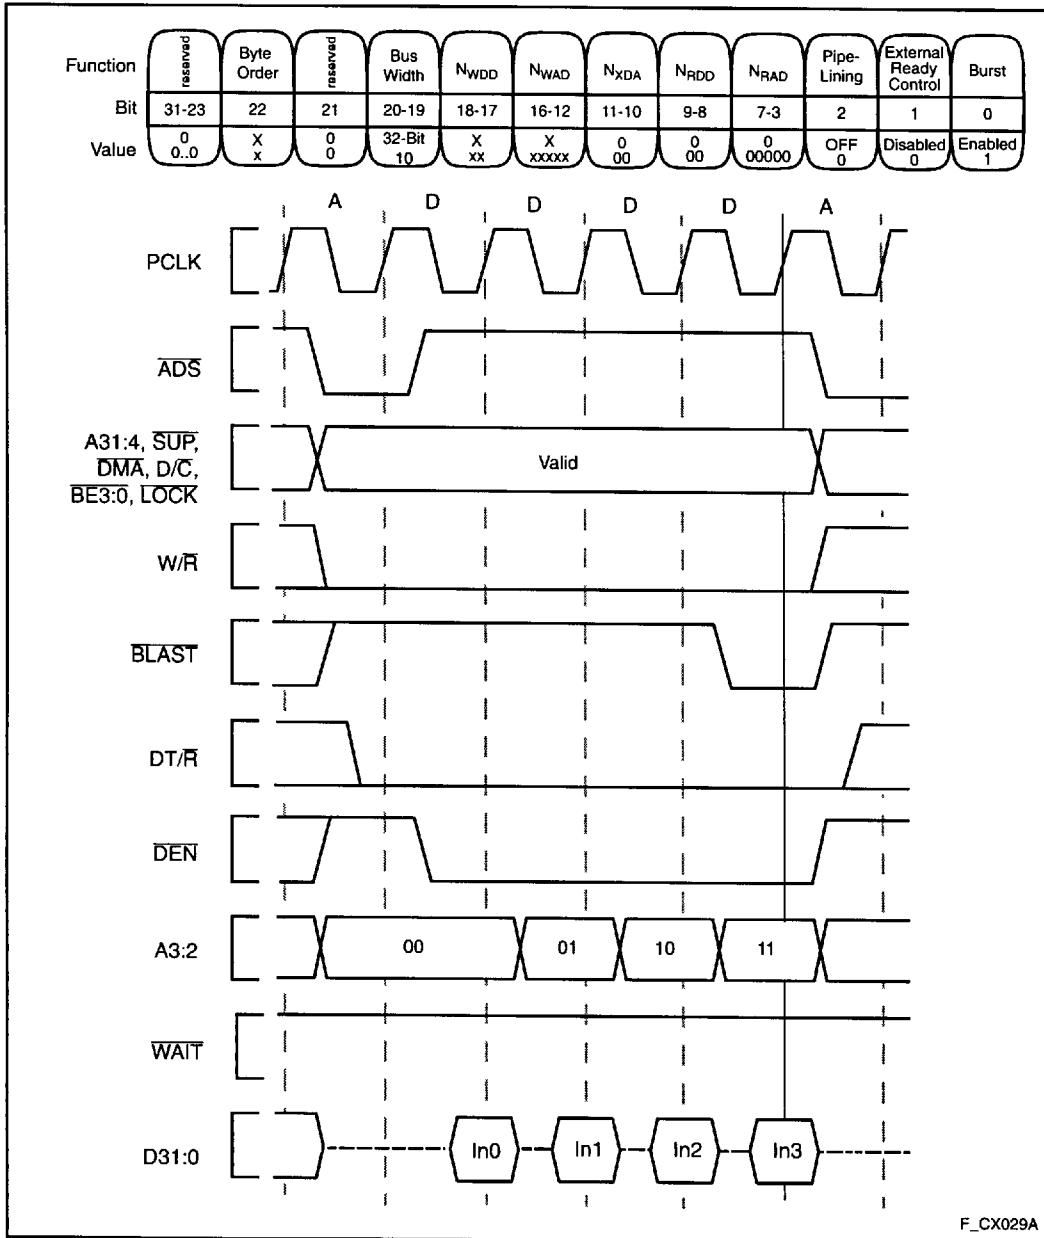 Function reserved Byte Order reserved Bus Width NWDD NWAD NXDA NRDD NRAD Pipe-Lining External Ready Control Burst
Bit 31-23 22 21 20-19 18-17 16-12 11-10 9-8 7-3 2 1 0
Value 0 X 0 32-Bit X X 0 0 0 OFF Disabled Enabled
0..0 x 0 10 xx xxxxx 00 00 00000 0 0 1
A D D D D A
PCLK
ADS
A31:4, SUP,
DMA, D/C,
BE3:0, LOCK
Valid
W/R
BLAST
DT/R
DEN
A3:2 00 01 10 11
WAIT
D31:0 In0 In1 In2 In3
F_CX029A